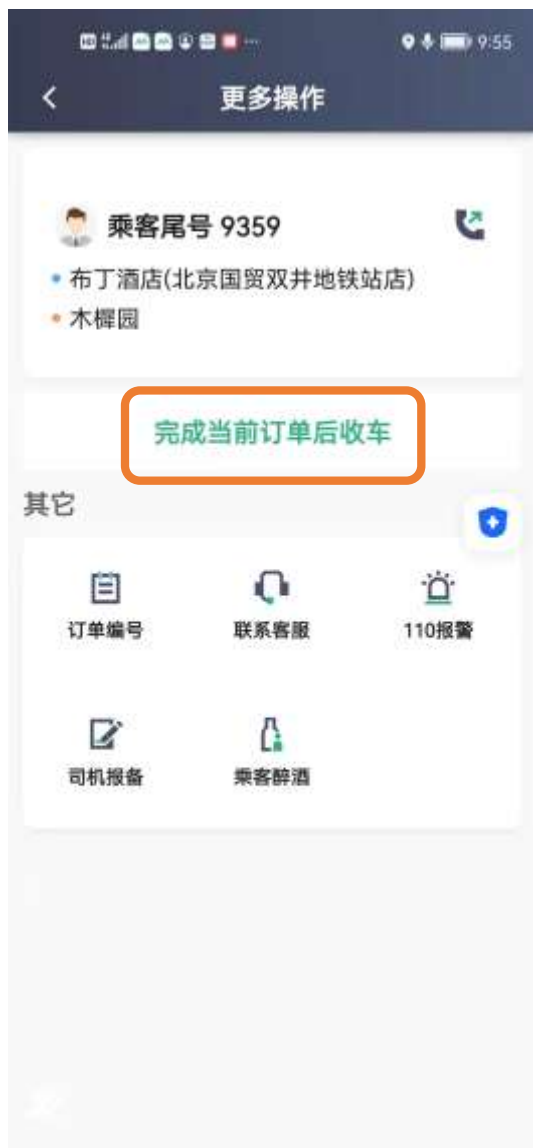 9:55
更多操作
乘客尾号 9359
布丁酒店(北京国贸双井地铁站店)
木樨园
完成当前订单后收车
其它
订单编号
联系客服
110报警
司机报备
乘客醉酒